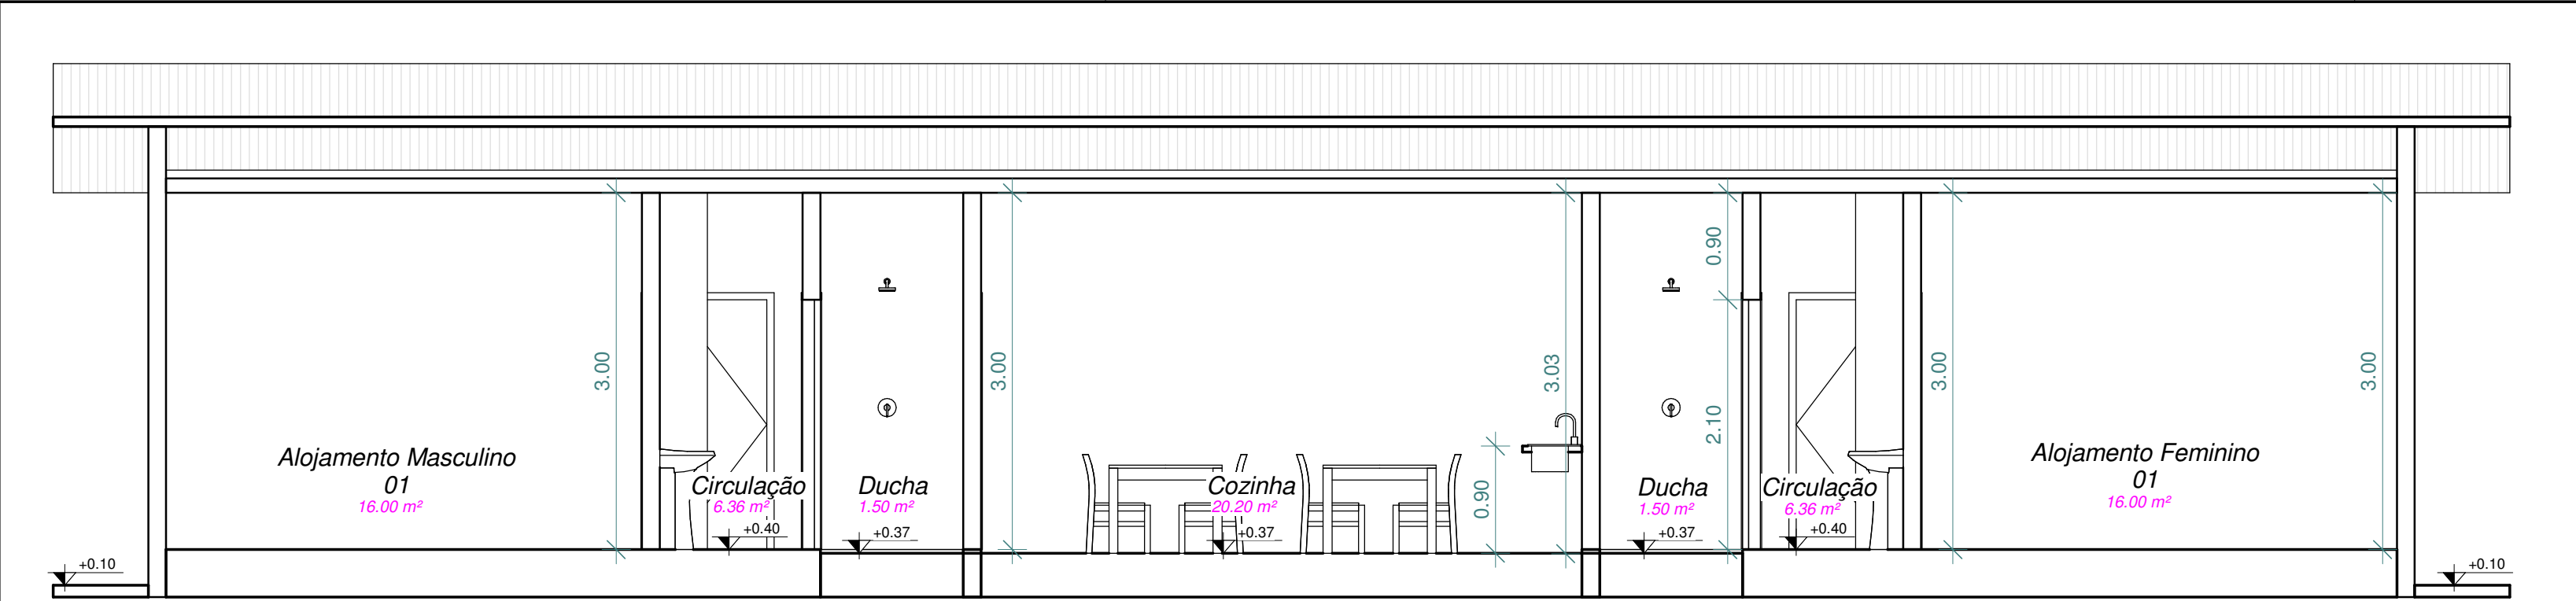 0.90
3.00
3.00
3.03
2.10
3.00
3.00
0.90
Alojamento Masculino
01
16.00 m²
Circulação
6.36 m²
+0.40
Ducha
1.50 m²
+0.37
Cozinha
20.20 m²
+0.37
Ducha
1.50 m²
+0.37
Circulação
6.36 m²
+0.40
Alojamento Feminino
01
16.00 m²
+0.10
+0.10